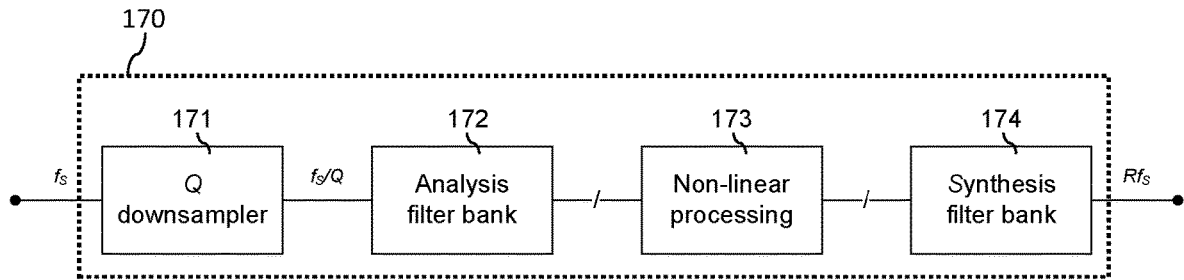 170
171
172
173
174
fS
Q
downsampler
fS/Q
Analysis
filter bank
Non-linear
processing
Synthesis
filter bank
RfS